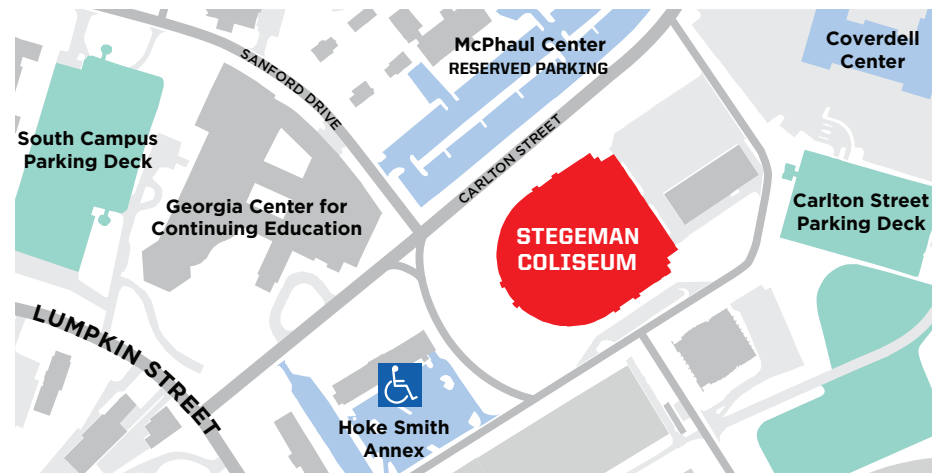 McPhaul Center
RESERVED PARKING
Coverdell
Center
SANFORD DRIVE
South Campus
Parking Deck
CARLTON STREET
Georgia Center for
Continuing Education
Carlton Street
Parking Deck
STEGEMAN
COLISEUM
LUMPKIN STREET
Hoke Smith
Annex